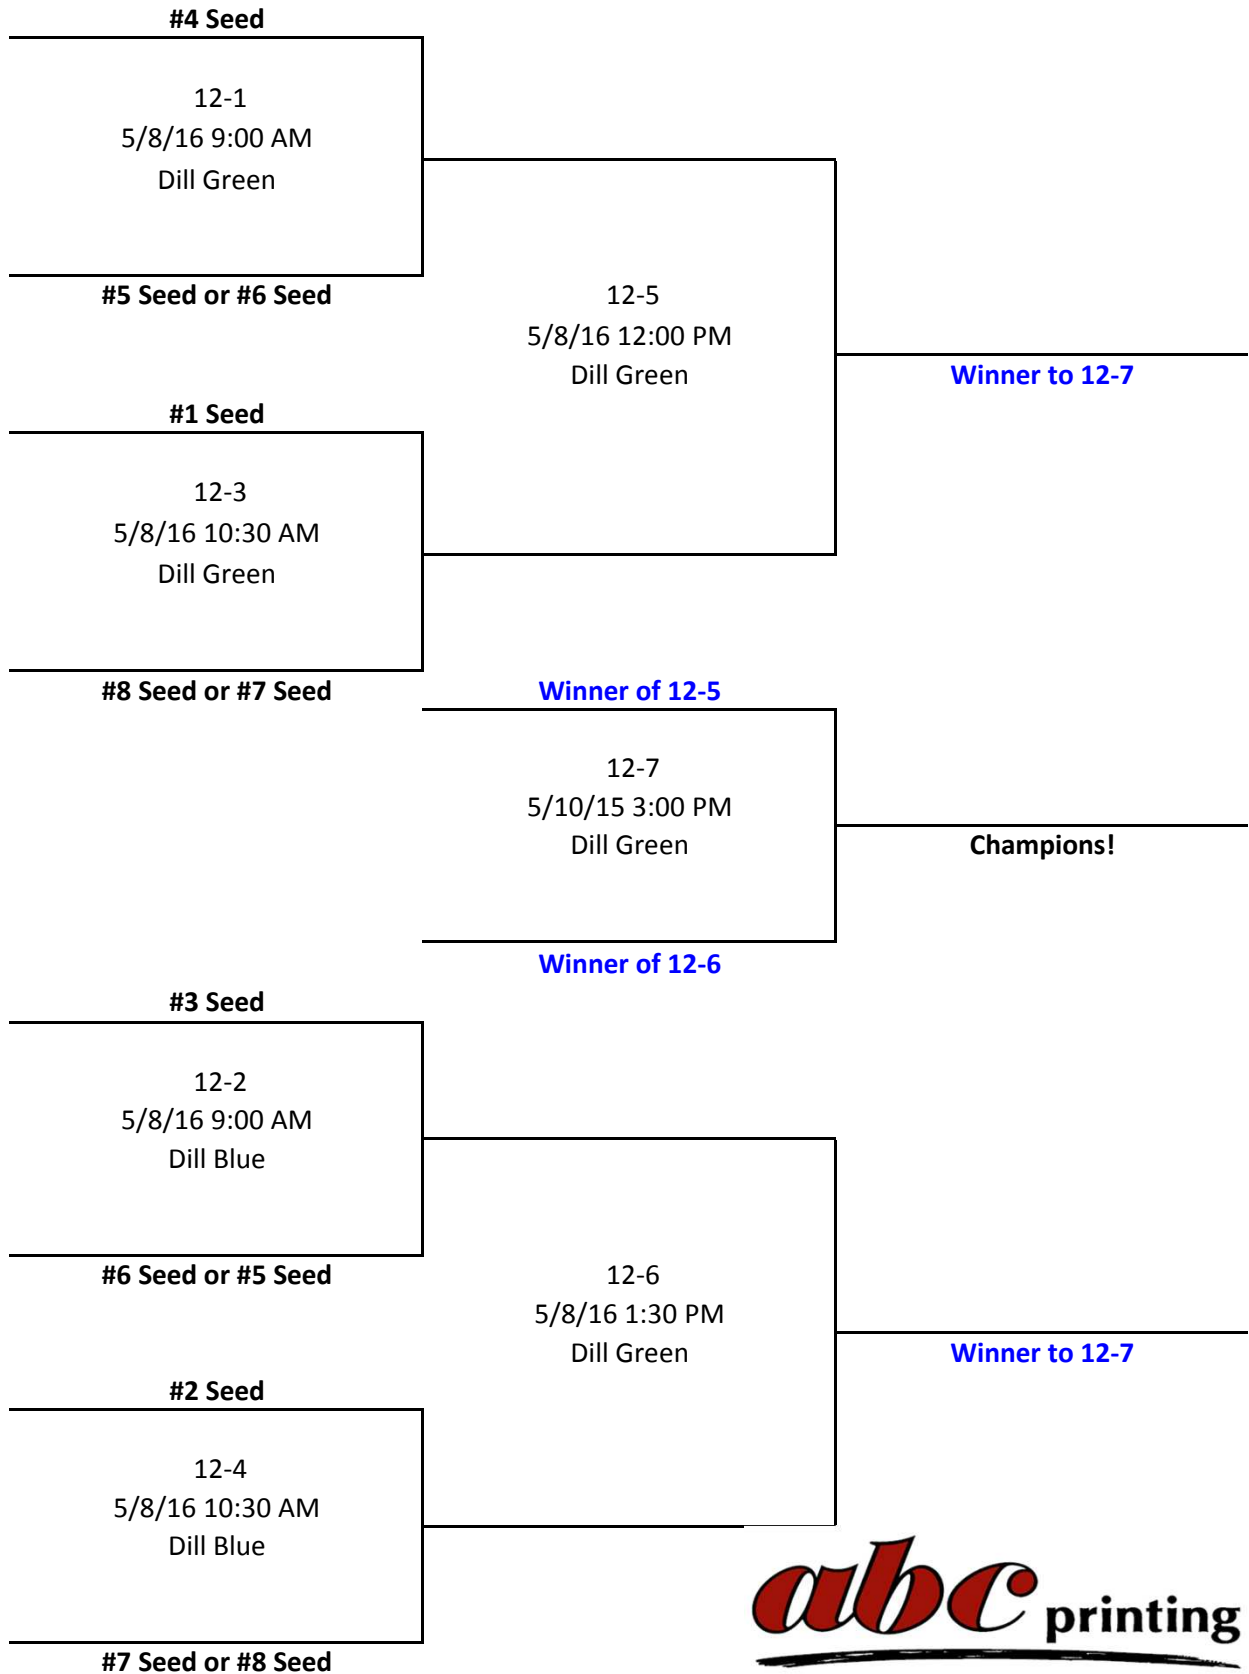 #4 Seed
12-1
5/8/16 9:00 AM
Dill Green
#5 Seed or #6 Seed
12-5
5/8/16 12:00 PM
Dill Green
Winner to 12-7
#1 Seed
12-3
5/8/16 10:30 AM
Dill Green
#8 Seed or #7 Seed
Winner of 12-5
12-7
5/10/15 3:00 PM
Dill Green
Champions!
Winner of 12-6
#3 Seed
12-2
5/8/16 9:00 AM
Dill Blue
#6 Seed or #5 Seed
12-6
5/8/16 1:30 PM
Dill Green
Winner to 12-7
#2 Seed
12-4
5/8/16 10:30 AM
Dill Blue
#7 Seed or #8 Seed
abc printing